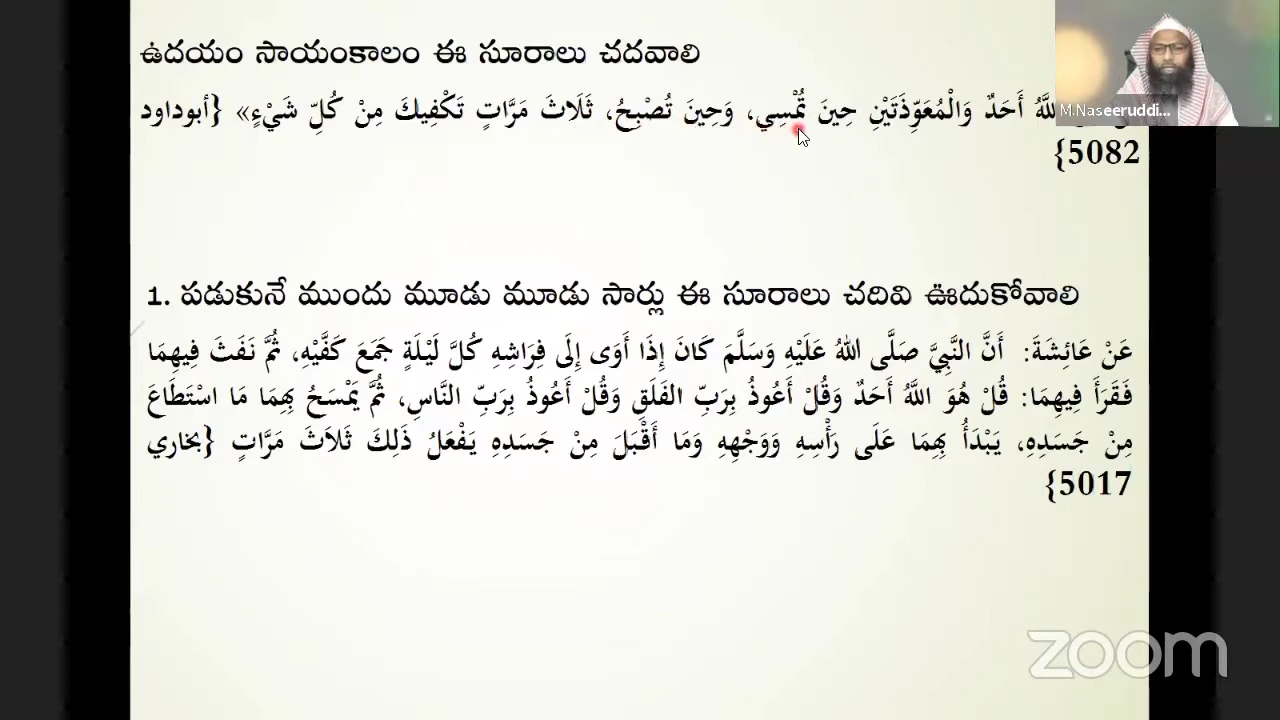 ఉదయం సాయంకాలం ఈ సూరాలు చదవాలి
اللَّهُ أَحَدٌ وَالْمُعَوِّذَتَيْنِ حِينَ تُمْسِي، وَحِينَ تُصْبِحُ، ثَلَاثَ مَرَّاتٍ تَكْفِيكَ مِنْ كُلِّ شَيْءٍ» {أبوداود
5082}
M.Naseeruddi...
1. పడుకునే ముందు మూడు మూడు సార్లు ఈ సూరాలు చదివి ఊదుకోవాలి
عَنْ عَائِشَةَ: أَنَّ النَّبِيَّ صَلَّى اللهُ عَلَيْهِ وَسَلَّمَ كَانَ إِذَا أَوَى إِلَى فِرَاشِهِ كُلَّ لَيْلَةٍ جَمَعَ كَفَّيْهِ، ثُمَّ نَفَثَ فِيهِمَا
فَقَرَأَ فِيهِمَا: قُلْ هُوَ اللَّهُ أَحَدٌ وَقُلْ أَعُوذُ بِرَبِّ الفَلَقِ وَقُلْ أَعُوذُ بِرَبِّ النَّاسِ، ثُمَّ يَمْسَحُ بِهِمَا مَا اسْتَطَاعَ
مِنْ جَسَدِهِ، يَبْدَأُ بِهِمَا عَلَى رَأْسِهِ وَوَجْهِهِ وَمَا أَقْبَلَ مِنْ جَسَدِهِ يَفْعَلُ ذَلِكَ ثَلاَثَ مَرَّاتٍ {بخاري
5017}
zoom